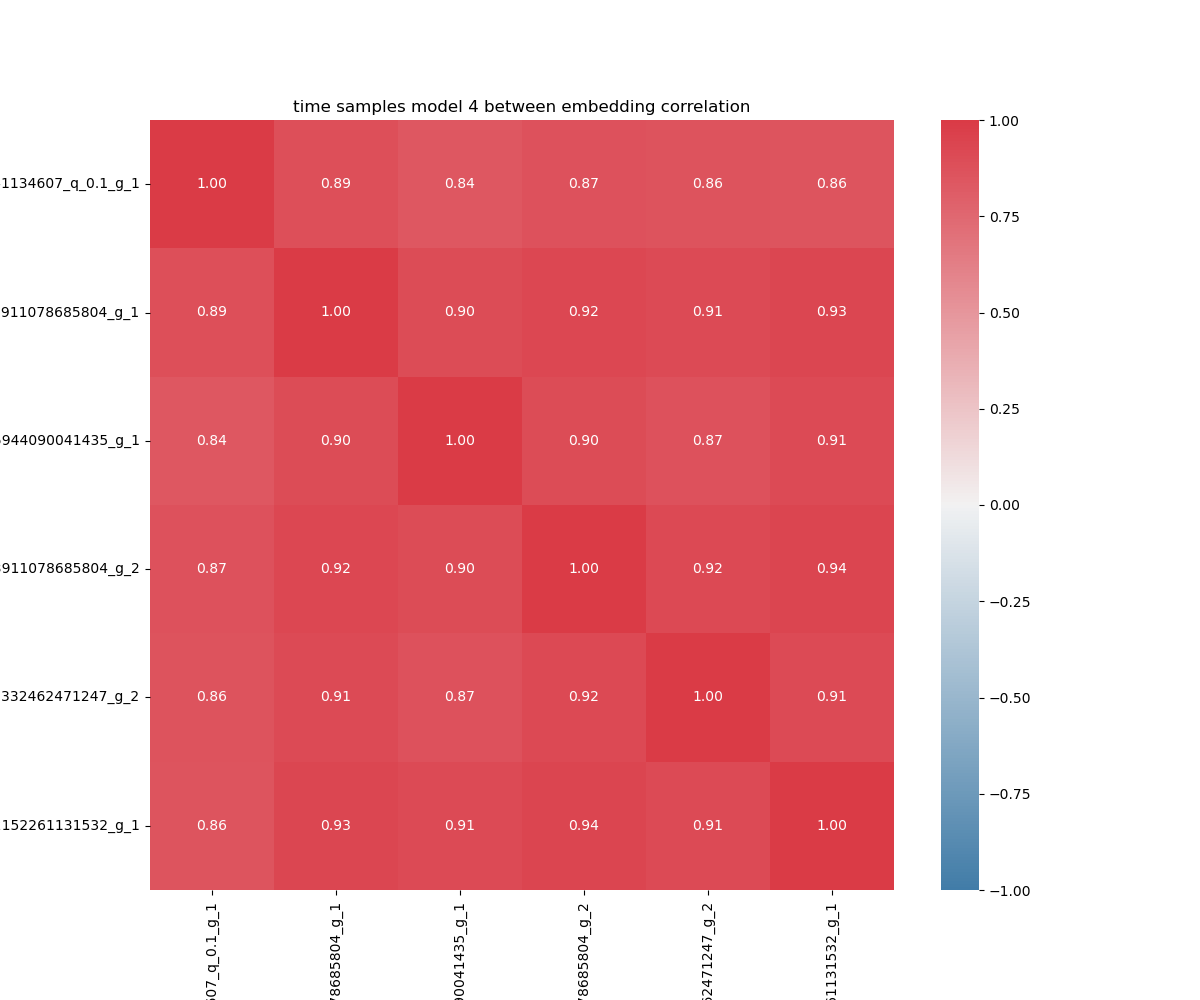 time samples model 4 between embedding correlation
1134607_q_0.1_g_1
1.00 0.89 0.84 0.87 0.86 0.86
911078685804_g_1
0.89 1.00 0.90 0.92 0.91 0.93
944090041435_g_1
0.84 0.90 1.00 0.90 0.87 0.91
911078685804_g_2
0.87 0.92 0.90 1.00 0.92 0.94
332462471247_g_2
0.86 0.91 0.87 0.92 1.00 0.91
152261131532_g_1
0.86 0.93 0.91 0.94 0.91 1.00
607_q_0.1_g_1
78685804_g_1
90041435_g_1
78685804_g_2
62471247_g_2
61131532_g_1
1.00
0.75
0.50
0.25
0.00
−0.25
−0.50
−0.75
−1.00